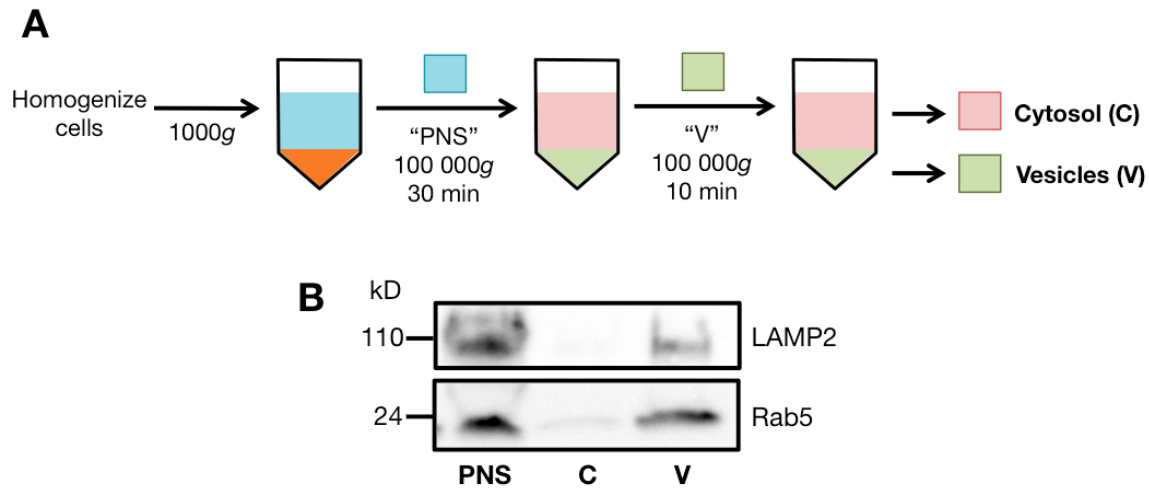 A
Homogenize
cells
1000g
“PNS”
100 000g
30 min
“V”
100 000g
10 min
Cytosol (C)
Vesicles (V)
B
kD
110
LAMP2
24
Rab5
PNS C V